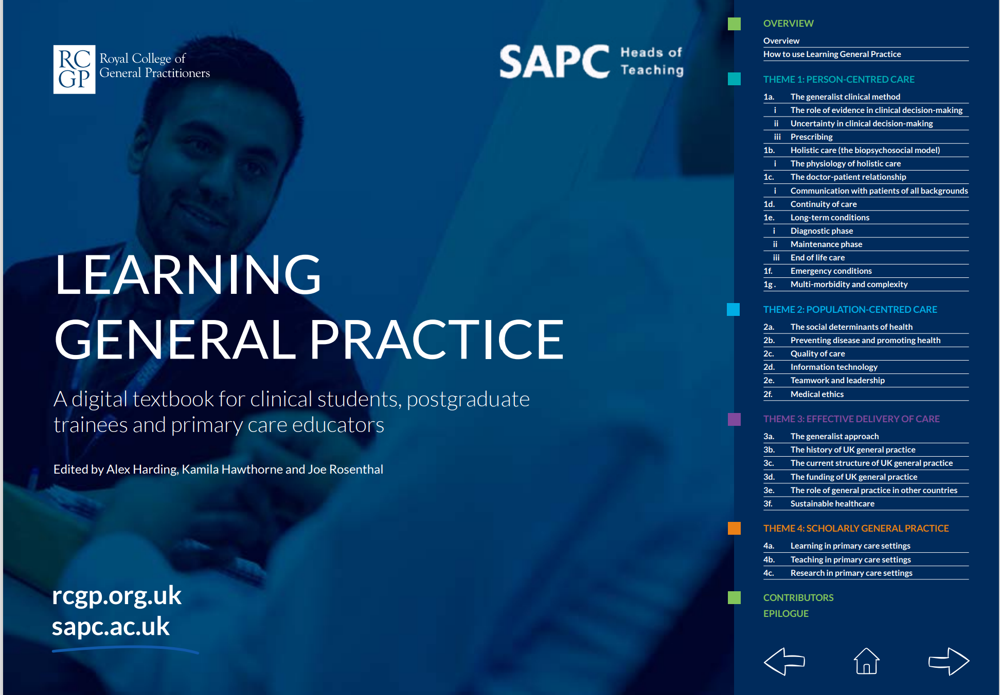 RC
GP
Royal College of
General Practitioners
SAPC
Heads of
Teaching
LEARNING
GENERAL PRACTICE
A digital textbook for clinical students, postgraduate
trainees and primary care educators
Edited by Alex Harding, Kamila Hawthorne and Joe Rosenthal
rcgp.org.uk
sapc.ac.uk
OVERVIEW
Overview
How to use Learning General Practice
THEME 1: PERSON-CENTRED CARE
1a. The generalist clinical method
i The role of evidence in clinical decision-making
ii Uncertainty in clinical decision-making
iii Prescribing
1b. Holistic care (the biopsychosocial model)
i The physiology of holistic care
1c. The doctor-patient relationship
i Communication with patients of all backgrounds
1d. Continuity of care
1e. Long-term conditions
i Diagnostic phase
ii Maintenance phase
iii End of life care
1f. Emergency conditions
1g . Multi-morbidity and complexity
THEME 2: POPULATION-CENTRED CARE
2a. The social determinants of health
2b. Preventing disease and promoting health
2c. Quality of care
2d. Information technology
2e. Teamwork and leadership
2f. Medical ethics
THEME 3: EFFECTIVE DELIVERY OF CARE
3a. The generalist approach
3b. The history of UK general practice
3c. The current structure of UK general practice
3d. The funding of UK general practice
3e. The role of general practice in other countries
3f. Sustainable healthcare
THEME 4: SCHOLARLY GENERAL PRACTICE
4a. Learning in primary care settings
4b. Teaching in primary care settings
4c. Research in primary care settings
CONTRIBUTORS
EPILOGUE